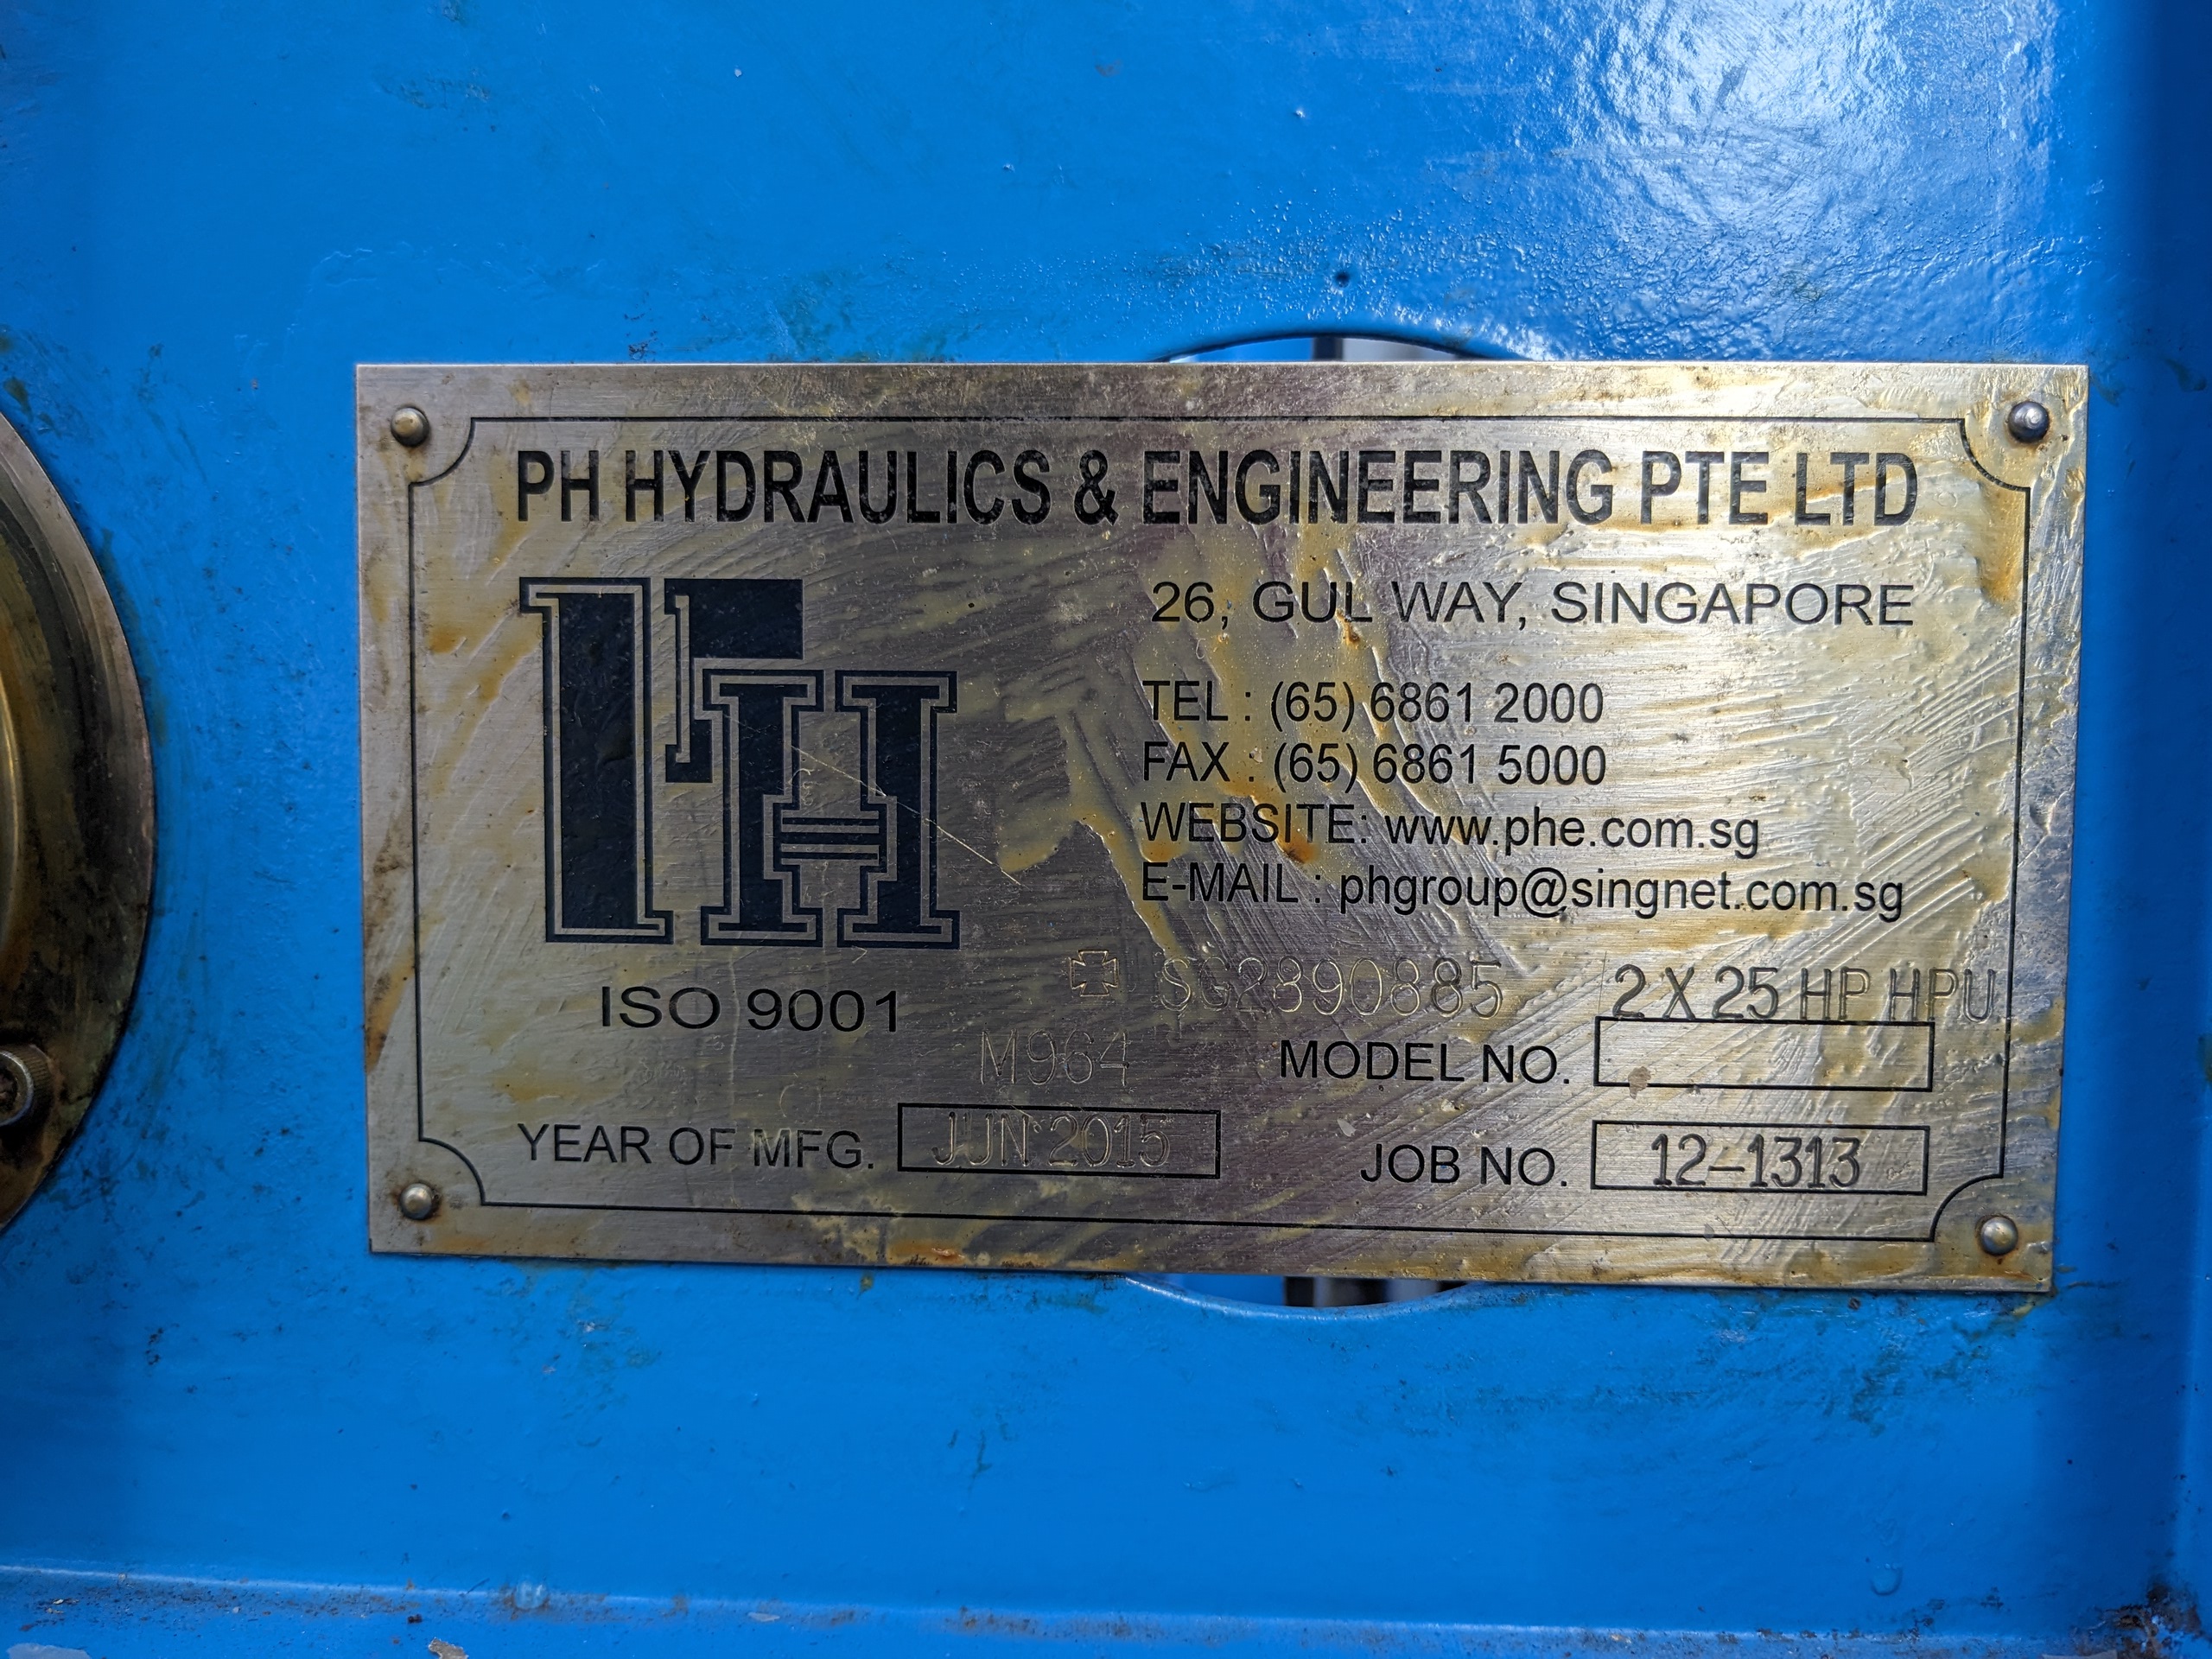 PH HYDRAULICS & ENGINEERING PTE LTD
PH
26, GUL WAY, SINGAPORE
TEL : (65) 6861 2000
FAX : (65) 6861 5000
WEBSITE: www.phe.com.sg
E-MAIL : phgroup@singnet.com.sg
ISO 9001
SG2890885
2 X 25 HP HPU
M964
MODEL NO.
YEAR OF MFG. JUN 2015
JOB NO. 12-1313